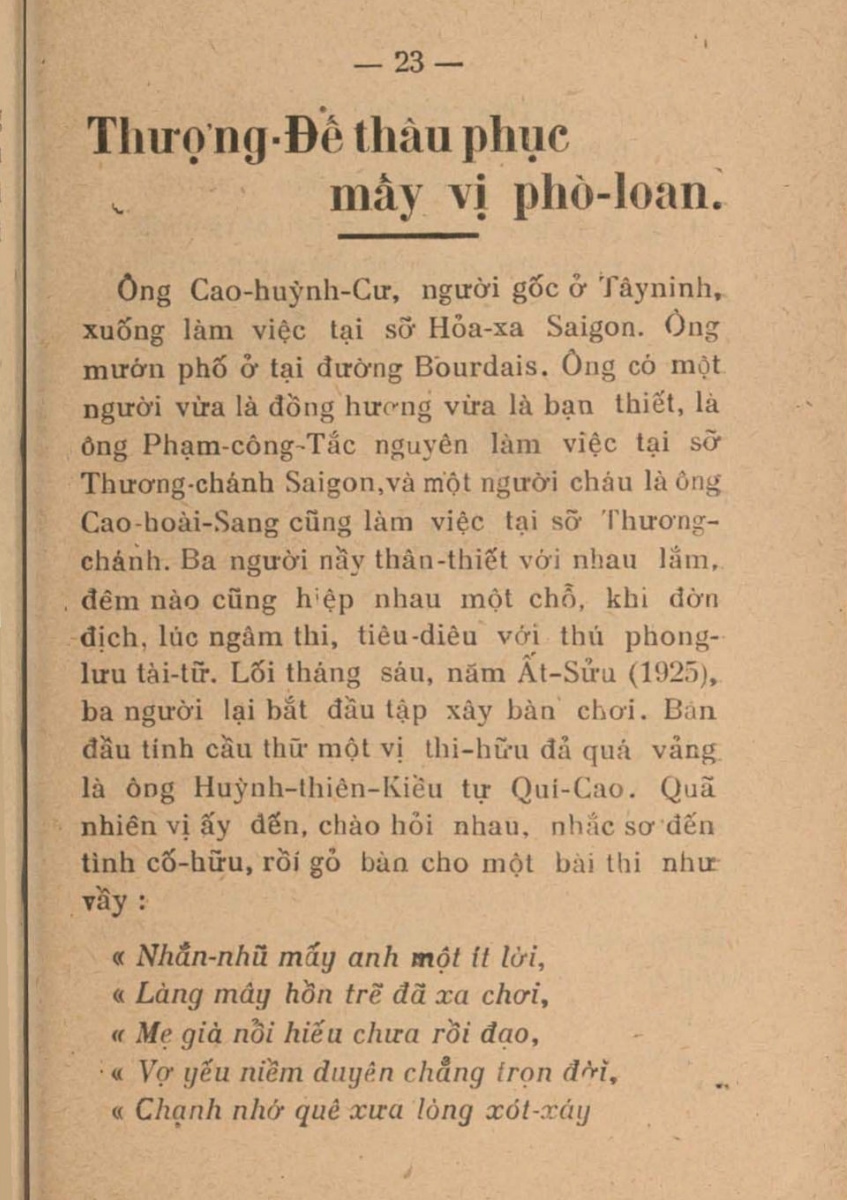 — 23 —
Thượng-Đế thâu phục
mấy vị phò-loan.
Ông Cao-huỳnh-Cư, người gốc ở Tâyninh,
xuống làm việc tại sỡ Hỏa-xa Saigon. Ông
mướn phố ở tại đường Bourdais. Ông có một
người vừa là đồng hương vừa là bạn thiết, là
ông Phạm-công-Tắc nguyên làm việc tại sỡ
Thương-chánh Saigon,và một người cháu là ông
Cao-hoài-Sang cũng làm việc tại sỡ Thương-
chánh. Ba người nầy thân-thiết với nhau lắm,
đêm nào cũng hiệp nhau một chỗ, khi đờn
địch, lúc ngâm thi, tiêu-diêu với thú phong-
lưu tài-tữ. Lối tháng sáu, năm Ất-Sửu (1925),
ba người lại bắt đầu tập xây bàn chơi. Ban
đầu tính cầu thữ một vị thi-hữu đả quá vảng
là ông Huỳnh-thiên-Kiều tự Quí-Cao. Quã
nhiên vị ấy đến, chào hỏi nhau, nhắc sơ đến
tình cố-hữu, rồi gỏ bàn cho một bài thi như
vầy :
« Nhắn-nhũ mấy anh một ít lời,
« Làng mây hồn trẽ đã xa chơi,
« Mẹ già nỗi hiếu chưa rồi đạo,
« Vợ yếu niềm duyên chẳng trọn đời,
« Chạnh nhớ quê xưa lòng xót-xáy